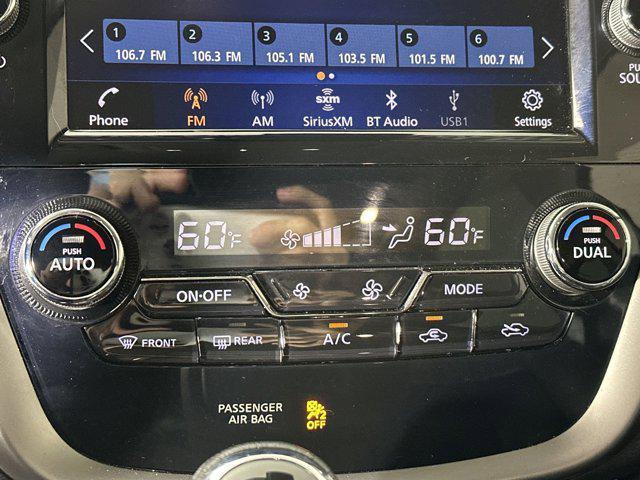 1 2 3 4 5 6
106.7 FM 106.3 FM 105.1 FM 103.5 FM 101.5 FM 100.7 FM
sxm
Phone FM AM SiriusXM BT Audio USB1 Settings
PUSH
AUTO
60°F 60°F
PUSH
DUAL
ON·OFF MODE
FRONT REAR A/C
PASSENGER
AIR BAG
2
OFF